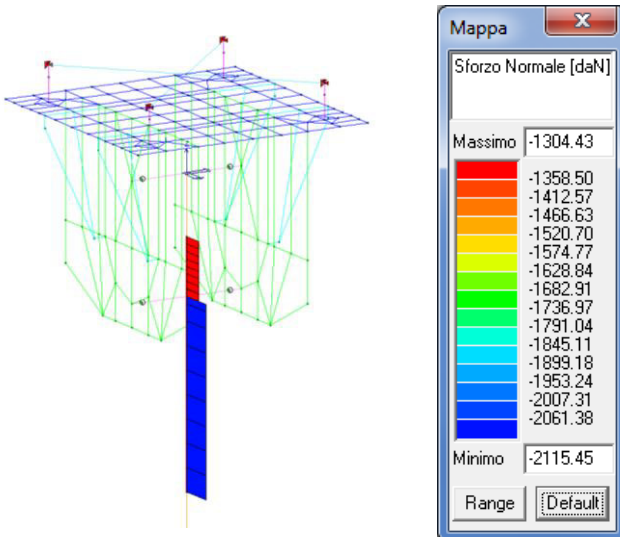 Mappa
Sforzo Normale [daN]
Massimo -1304.43
-1358.50
-1412.57
-1466.63
-1520.70
-1574.77
-1628.84
-1682.91
-1736.97
-1791.04
-1845.11
-1899.18
-1953.24
-2007.31
-2061.38
Minimo -2115.45
Range Default